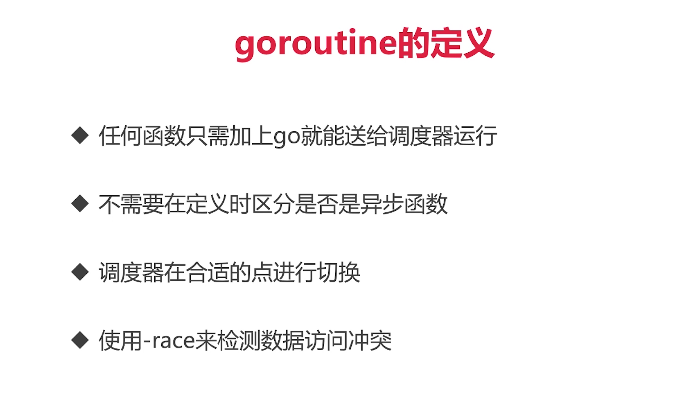 goroutine的定义
◆ 任何函数只需加上go就能送给调度器运行
◆ 不需要在定义时区分是否是异步函数
◆ 调度器在合适的点进行切换
◆ 使用-race来检测数据访问冲突